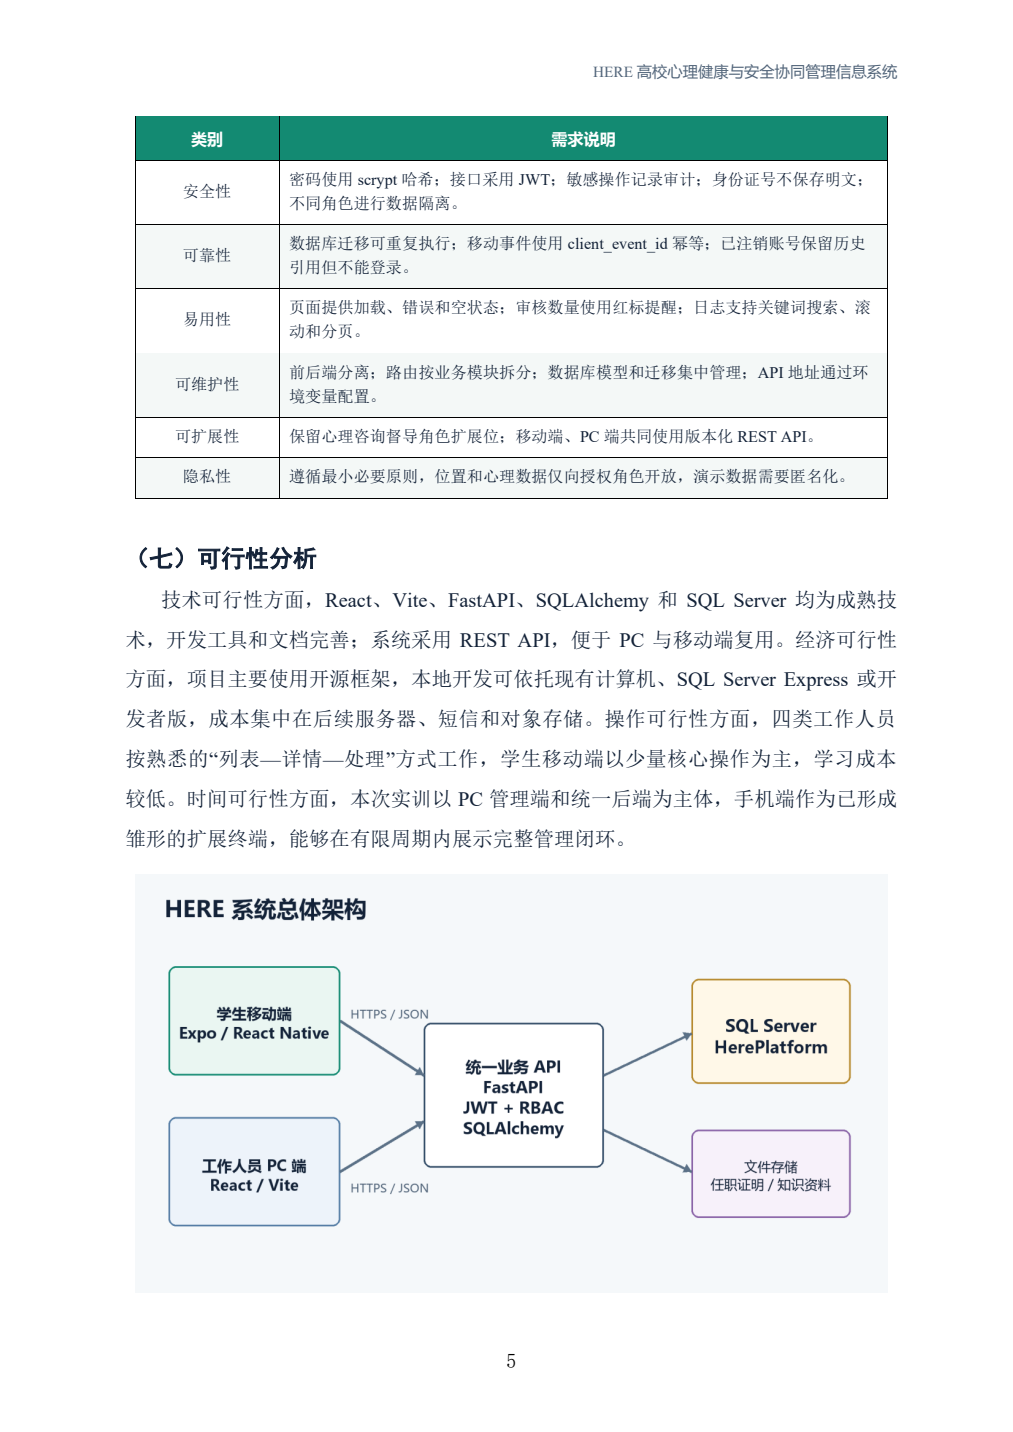 HERE 高校心理健康与安全协同管理信息系统
类别 需求说明
安全性 密码使用 scrypt 哈希；接口采用 JWT；敏感操作记录审计；身份证号不保存明文；
不同角色进行数据隔离。
可靠性 数据库迁移可重复执行；移动事件使用 client_event_id 幂等；已注销账号保留历史
引用但不能登录。
易用性 页面提供加载、错误和空状态；审核数量使用红标提醒；日志支持关键词搜索、滚
动和分页。
可维护性 前后端分离；路由按业务模块拆分；数据库模型和迁移集中管理；API 地址通过环
境变量配置。
可扩展性 保留心理咨询督导角色扩展位；移动端、PC 端共同使用版本化 REST API。
隐私性 遵循最小必要原则，位置和心理数据仅向授权角色开放，演示数据需要匿名化。
（七）可行性分析
技术可行性方面，React、Vite、FastAPI、SQLAlchemy 和 SQL Server 均为成熟技
术，开发工具和文档完善；系统采用 REST API，便于 PC 与移动端复用。经济可行性
方面，项目主要使用开源框架，本地开发可依托现有计算机、SQL Server Express 或开
发者版，成本集中在后续服务器、短信和对象存储。操作可行性方面，四类工作人员
按熟悉的“列表—详情—处理”方式工作，学生移动端以少量核心操作为主，学习成本
较低。时间可行性方面，本次实训以 PC 管理端和统一后端为主体，手机端作为已形成
雏形的扩展终端，能够在有限周期内展示完整管理闭环。
HERE 系统总体架构
学生移动端
Expo / React Native
HTTPS / JSON
工作人员 PC 端
React / Vite
HTTPS / JSON
统一业务 API
FastAPI
JWT + RBAC
SQLAlchemy
SQL Server
HerePlatform
文件存储
任职证明 / 知识资料
5